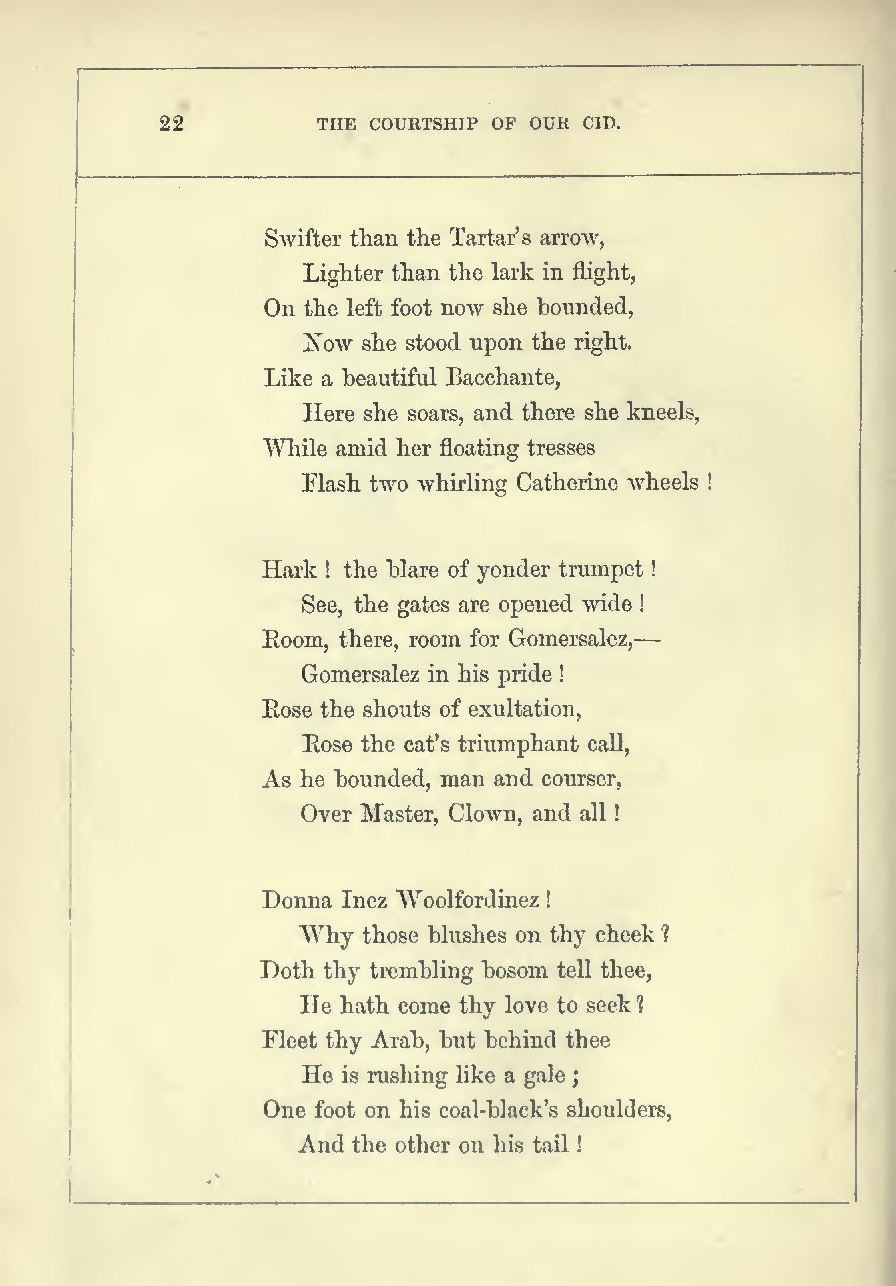 22 THE COURTSHIP OF OUR CID.
Swifter than the Tartar's arrow,
Lighter than the lark in flight,
On the left foot now she bounded,
Now she stood upon the right.
Like a beautiful Bacchante,
Here she soars, and there she kneels,
While amid her floating tresses
Flash two whirling Catherine wheels !
Hark ! the blare of yonder trumpet !
See, the gates are opened wide !
Room, there, room for Gomersalez,—
Gomersalez in his pride !
Rose the shouts of exultation,
Rose the cat's triumphant call,
As he bounded, man and courser,
Over Master, Clown, and all !
Donna Inez Woolfordinez !
Why those blushes on thy cheek ?
Doth thy trembling bosom tell thee,
He hath come thy love to seek ?
Fleet thy Arab, but behind thee
He is rushing like a gale ;
One foot on his coal-black's shoulders,
And the other on his tail !